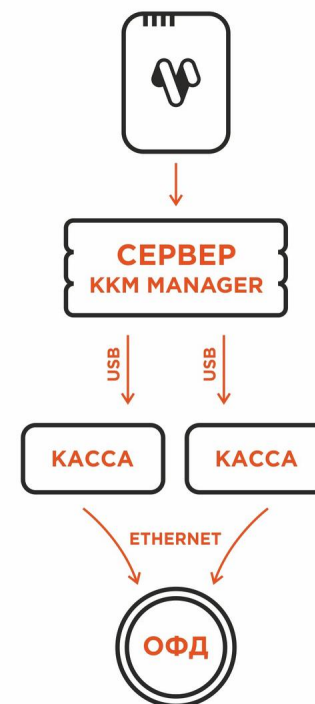 СЕРВЕР
KKM MANAGER
USB
USB
КАССА
КАССА
ETHERNET
ОФД